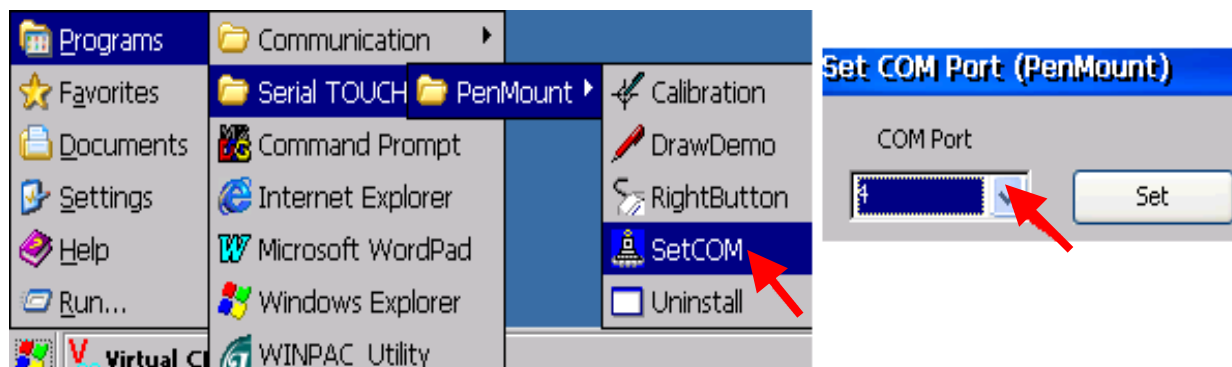 Programs
Favorites
Documents
Settings
Help
Run...
Virtual C
Communication
Serial TOUCH
Command Prompt
Internet Explorer
Microsoft WordPad
Windows Explorer
WINPAC Utility
PenMount
Calibration
DrawDemo
RightButton
SetCOM
Uninstall
Set COM Port (PenMount)
COM Port
4
Set